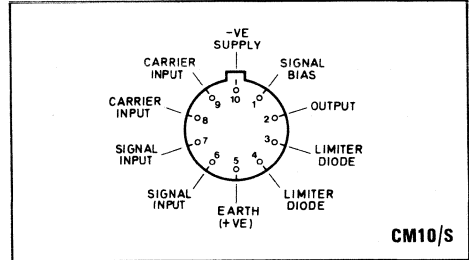 -VE
SUPPLY
CARRIER
INPUT
SIGNAL
BIAS
9
10
1
CARRIER
INPUT
8
2
OUTPUT
SIGNAL
INPUT
7
3
LIMITER
DIODE
6
5
4
SIGNAL
INPUT
EARTH
(+VE)
LIMITER
DIODE
CM10/S